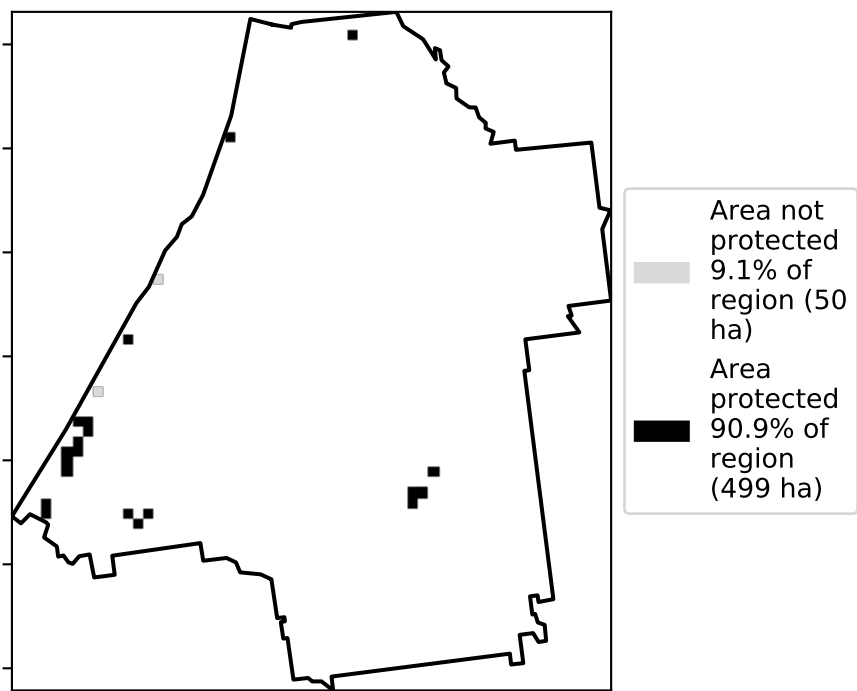 Area not
protected
9.1% of
region (50
ha)
Area
protected
90.9% of
region
(499 ha)